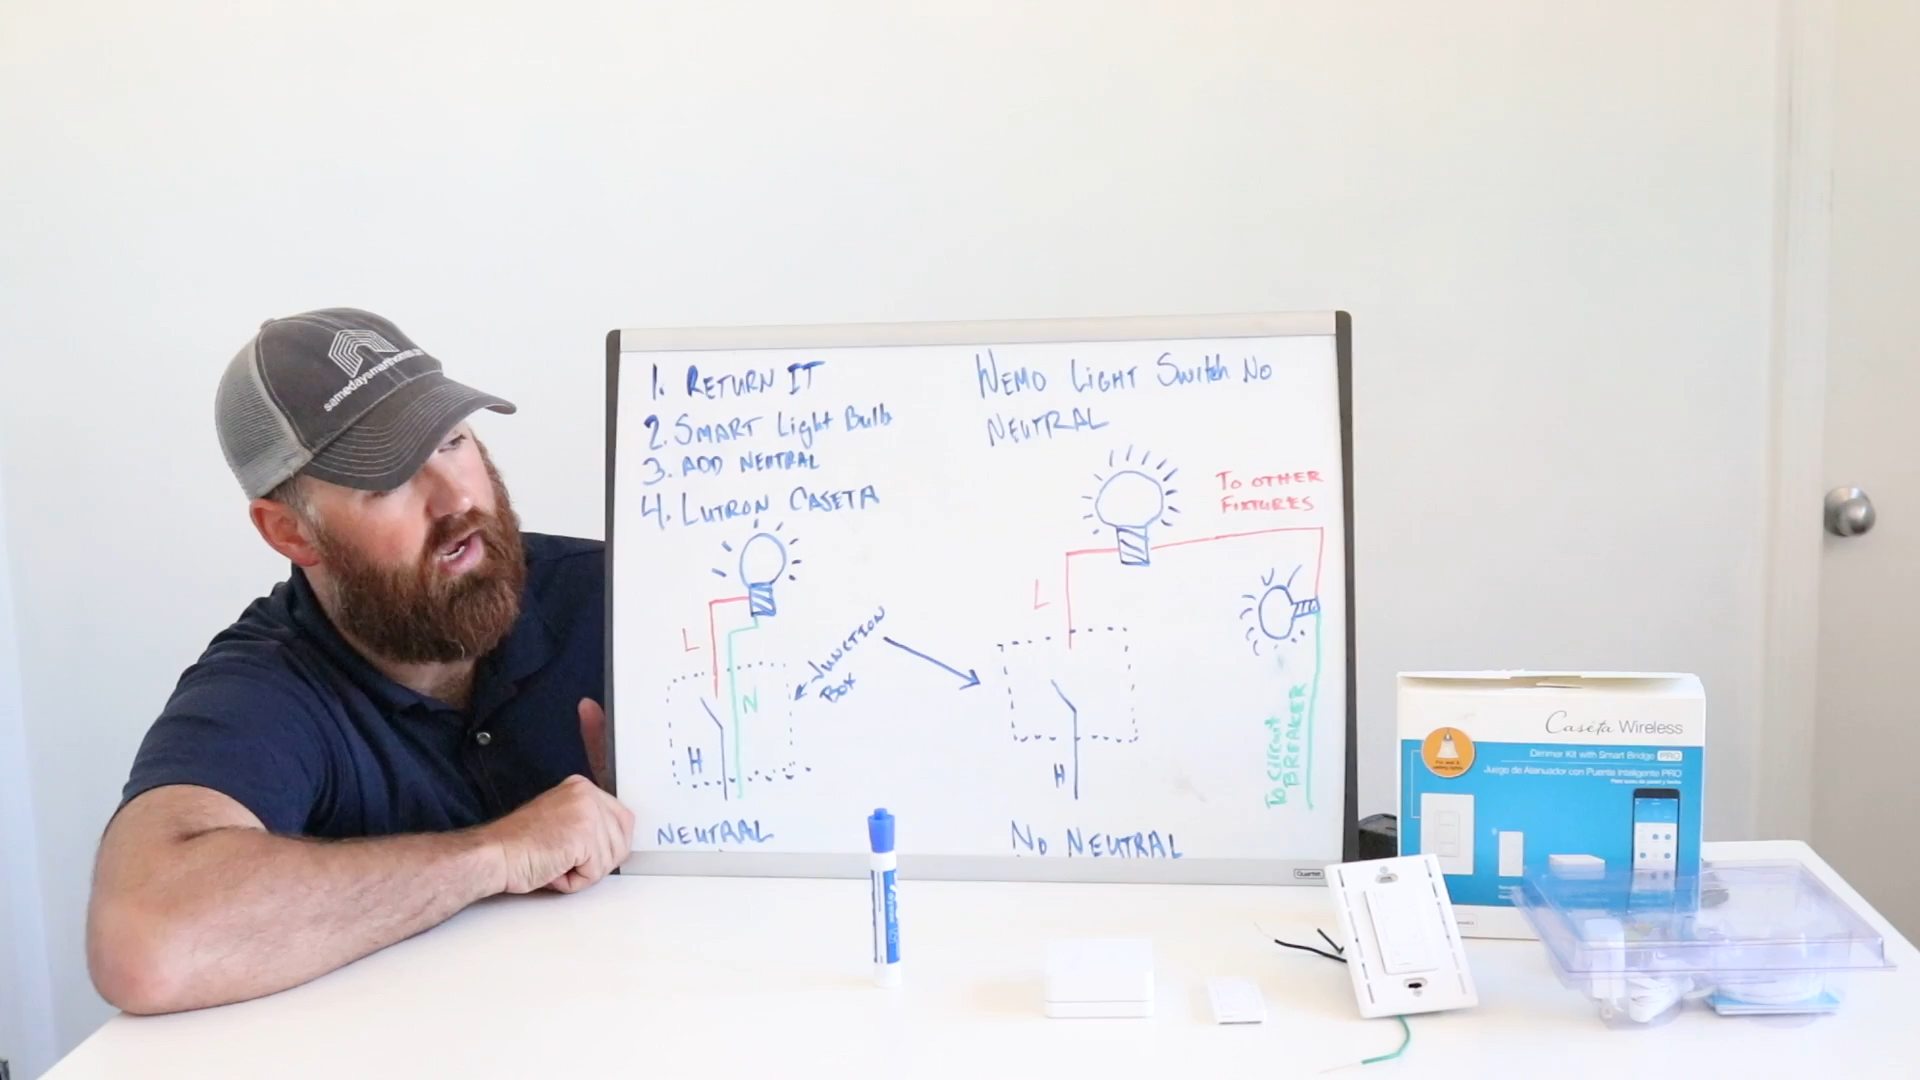 1. RETURN IT
2. SMART Light Bulb
3. ADD NEUTRAL
4. LUTRON CASETA
L
N
H
JUNCTION
BOX
NEUTRAL
WEMO LIGHT Switch No
NEUTRAL
TO OTHER
FIXTURES
L
H
TO CIRCUIT
BREAKER
No NEUTRAL
Quartet
Caséta Wireless
Dimmer Kit with Smart Bridge PRO
Juego de Atenuador con Puente Inteligente PRO